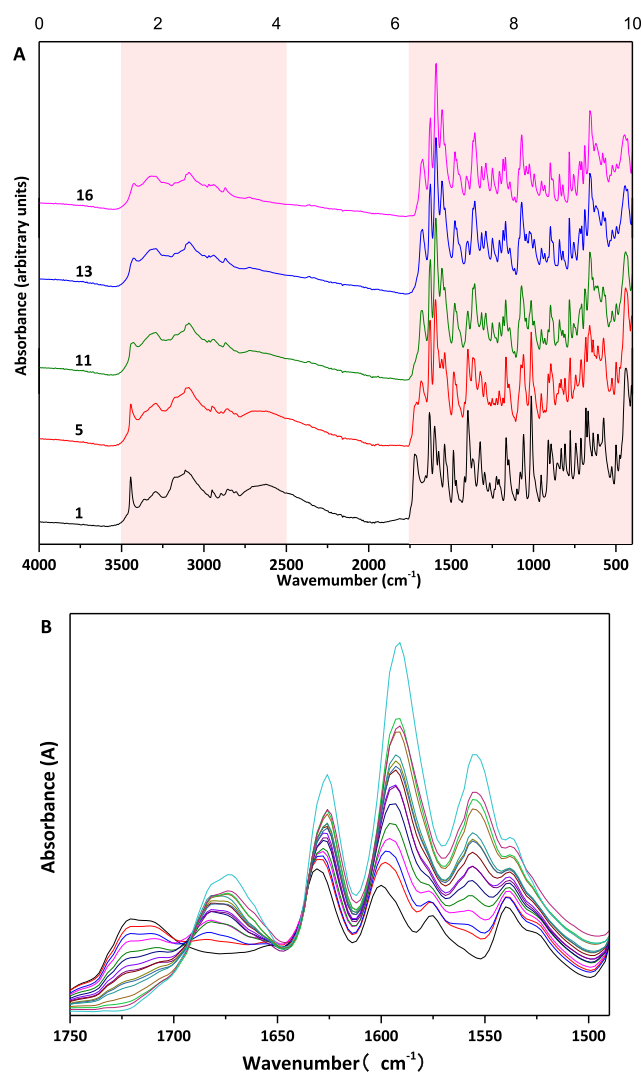 0 2 4 6 8 10
A
Absorbance (arbitrary units)
16
13
11
5
1
4000 3500 3000 2500 2000 1500 1000 500
Wavemumber (cm-1)
B
Absorbance (A)
1750 1700 1650 1600 1550 1500
Wavenumber( cm-1)